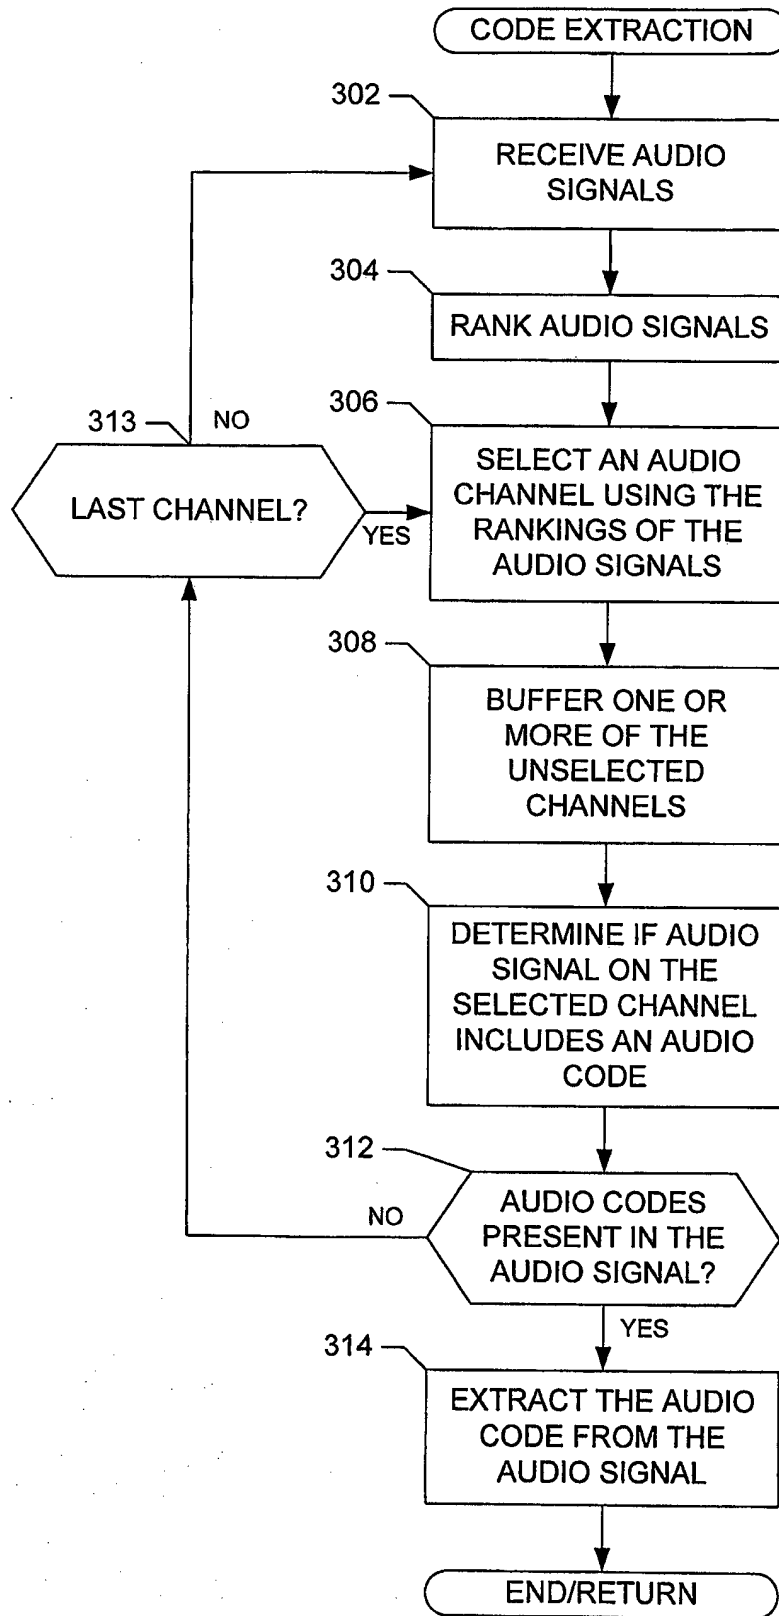 CODE EXTRACTION
302
RECEIVE AUDIO
SIGNALS
304
RANK AUDIO SIGNALS
306
SELECT AN AUDIO
CHANNEL USING THE
RANKINGS OF THE
AUDIO SIGNALS
313
NO
LAST CHANNEL?
YES
308
BUFFER ONE OR
MORE OF THE
UNSELECTED
CHANNELS
310
DETERMINE IF AUDIO
SIGNAL ON THE
SELECTED CHANNEL
INCLUDES AN AUDIO
CODE
312
NO
AUDIO CODES
PRESENT IN THE
AUDIO SIGNAL?
YES
314
EXTRACT THE AUDIO
CODE FROM THE
AUDIO SIGNAL
END/RETURN